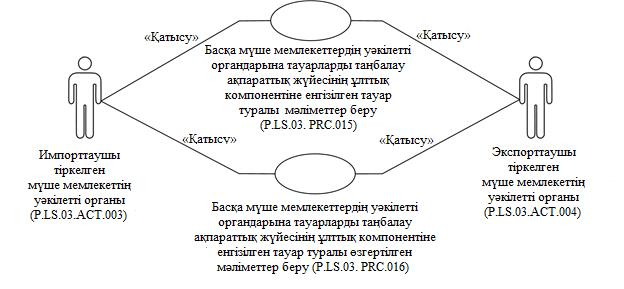 «Қатысу»
«Қатысу»
Басқа мүше мемлекеттердің уәкілетті
органдарына тауарларды таңбалау
ақпараттық жүйесінің ұлттық
компонентіне енгізілген тауар
туралы мәліметтер беру
(P.LS.03. PRC.015)
«Қатысу»
«Қатысу»
Импорттаушы
тіркелген
мүше мемлекеттің
уәкілетті органы
(P.LS.03.ACT.003)
Экспорттаушы
тіркелген
мүше мемлекеттің
уәкілетті органы
(P.LS.03.ACT.004)
Басқа мүше мемлекеттердің уәкілетті
органдарына тауарларды таңбалау
ақпараттық жүйесінің ұлттық компонентіне
енгізілген тауар туралы өзгертілген
мәліметтер беру (P.LS.03. PRC.016)